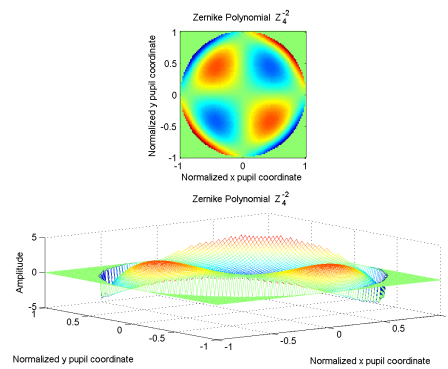 Zernike Polynomial Z₄⁻²
1
0.5
0
-0.5
-1
Normalized y pupil coordinate
-1 0 1
Normalized x pupil coordinate
Zernike Polynomial Z₄⁻²
5
0
-5
Amplitude
1 0.5 0 -0.5 -1
-1 -0.5 0 0.5
Normalized y pupil coordinate
Normalized x pupil coordinate